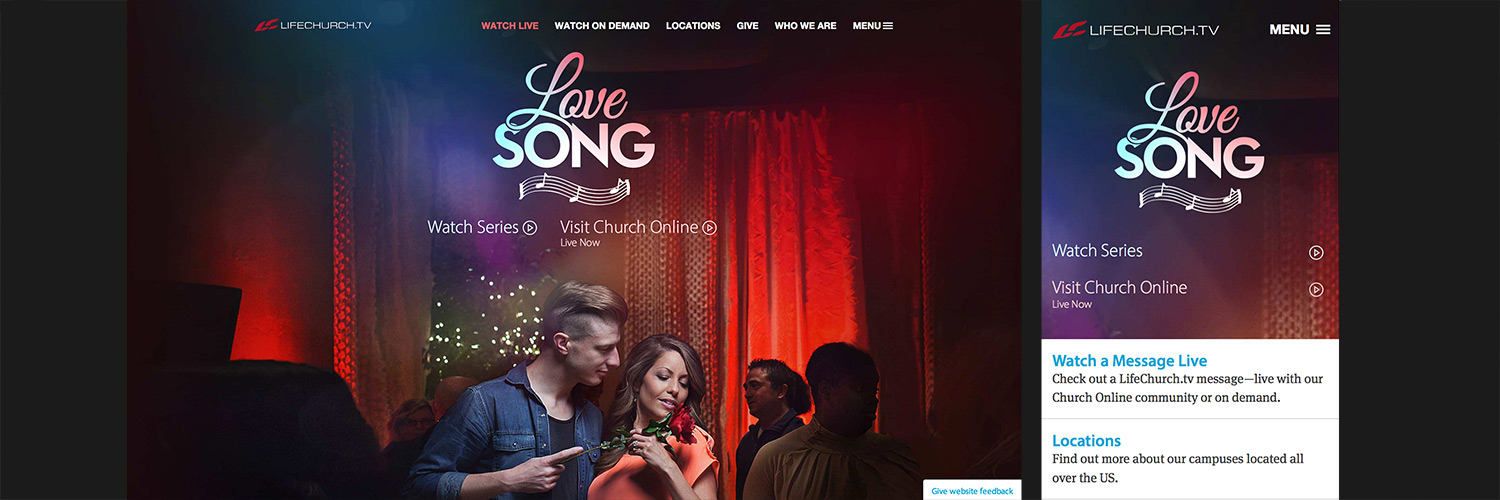 LIFECHURCH.TV
WATCH LIVE WATCH ON DEMAND LOCATIONS GIVE WHO WE ARE MENU
Love
SONG
Watch Series Visit Church Online
Live Now
Give website feedback
LIFECHURCH.TV MENU
Love
SONG
Watch Series
Visit Church Online
Live Now
Watch a Message Live
Check out a LifeChurch.tv message—live with our
Church Online community or on demand.
Locations
Find out more about our campuses located all
over the US.